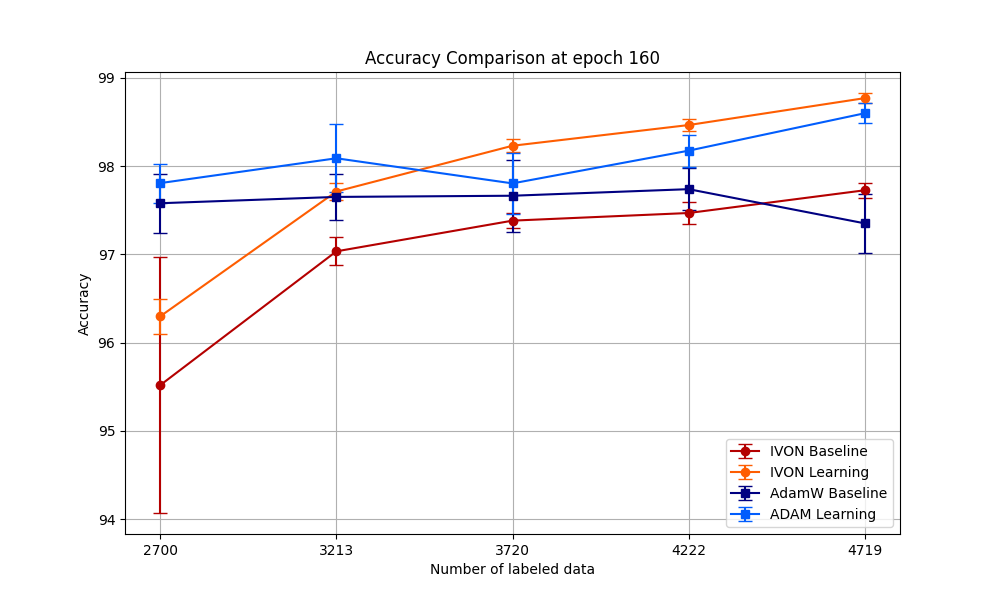 Accuracy Comparison at epoch 160
99
98
97
96
95
94
Accuracy
2700 3213 3720 4222 4719
Number of labeled data
IVON Baseline
IVON Learning
AdamW Baseline
ADAM Learning